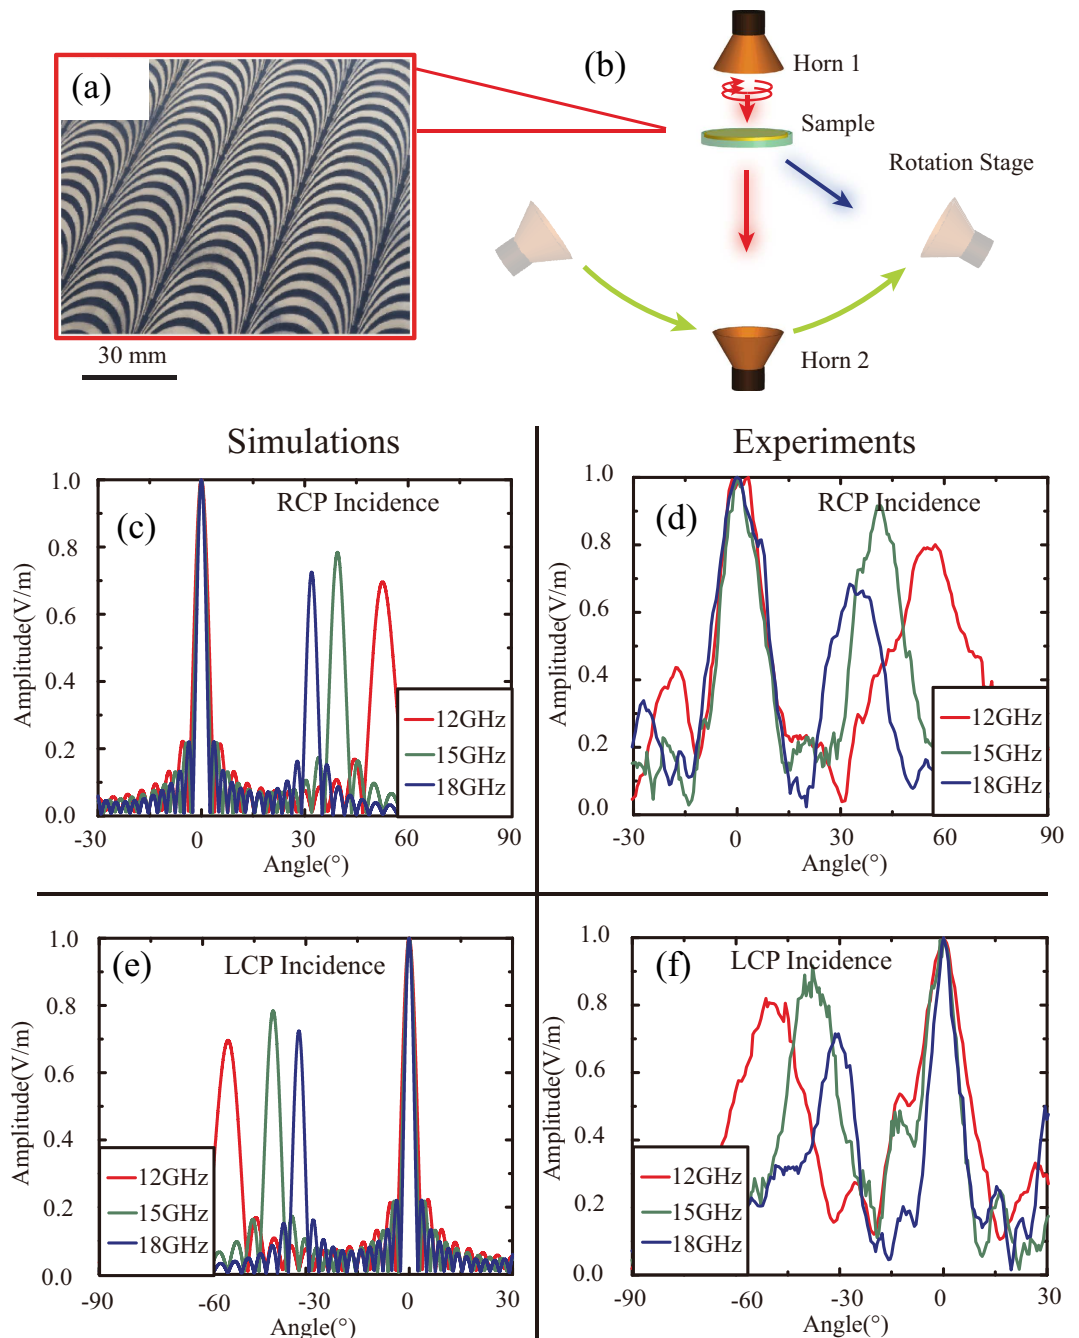 (a)
30 mm
(b)
Horn 1
Sample
Rotation Stage
Horn 2
Simulations
Experiments
(c)
RCP Incidence
Amplitude(V/m)
1.0
0.8
0.6
0.4
0.2
0.0
12GHz
15GHz
18GHz
-30
0
30
60
90
Angle(°)
(d)
RCP Incidence
Amplitude(V/m)
1.0
0.8
0.6
0.4
0.2
0.0
12GHz
15GHz
18GHz
-30
0
30
60
90
Angle(°)
(e)
LCP Incidence
Amplitude(V/m)
1.0
0.8
0.6
0.4
0.2
0.0
12GHz
15GHz
18GHz
-90
-60
-30
0
30
Angle(°)
(f)
LCP Incidence
Amplitude(V/m)
1.0
0.8
0.6
0.4
0.2
0.0
12GHz
15GHz
18GHz
-90
-60
-30
0
30
Angle(°)